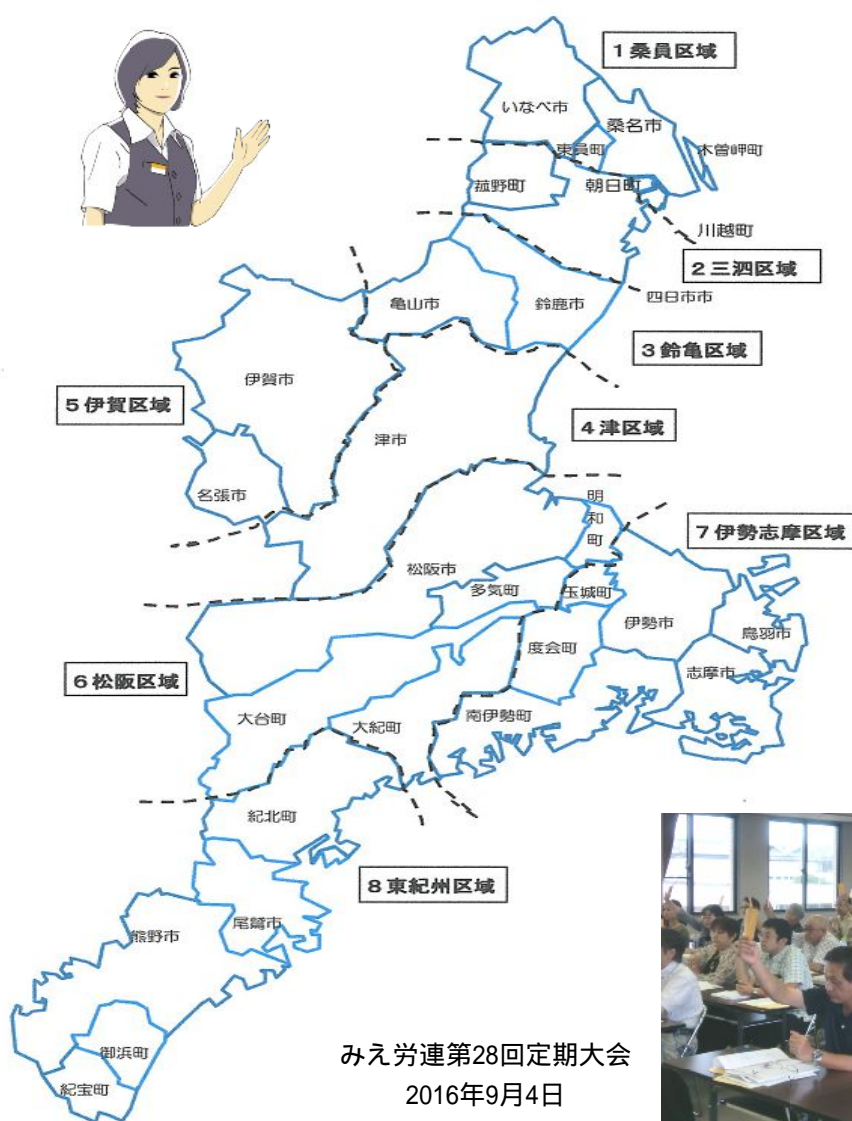 1桑員区域
いなべ市
桑名市
東員町
木曽岬町
菰野町
朝日町
川越町
2三泗区域
四日市市
亀山市
鈴鹿市
3鈴亀区域
伊賀市
5伊賀区域
4津区域
津市
名張市
明和町
7伊勢志摩区域
松阪市
多気町
玉城町
伊勢市
鳥羽市
度会町
志摩市
6松阪区域
大台町
大紀町
南伊勢町
紀北町
8東紀州区域
尾鷲市
熊野市
御浜町
紀宝町
みえ労連第28回定期大会
2016年9月4日